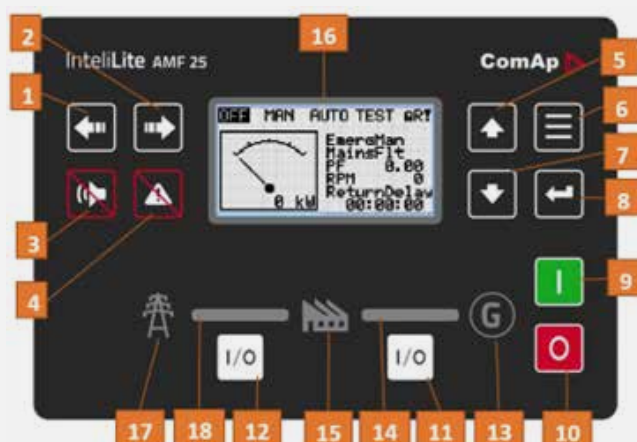 2
16
5
InteliLite AMF 25
ComAp
1
6
OFF MAN AUTO TEST R!
EmergMan
MainsFlt
PF 0.00
RPM 0
ReturnDelay
0 kW 00:00:00
7
3
8
4
I
9
G
I/O
I/O
O
17
18
12
15
14
11
13
10